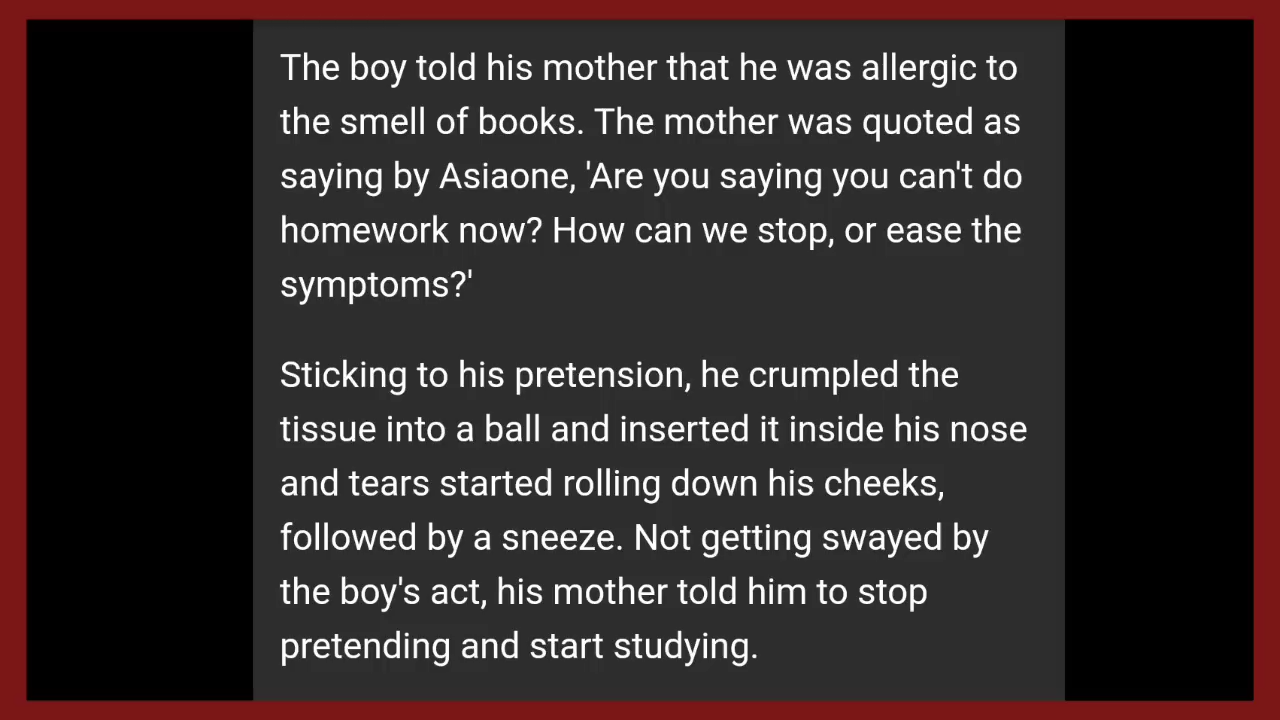 The boy told his mother that he was allergic to
the smell of books. The mother was quoted as
saying by Asiaone, 'Are you saying you can't do
homework now? How can we stop, or ease the
symptoms?'
Sticking to his pretension, he crumpled the
tissue into a ball and inserted it inside his nose
and tears started rolling down his cheeks,
followed by a sneeze. Not getting swayed by
the boy's act, his mother told him to stop
pretending and start studying.